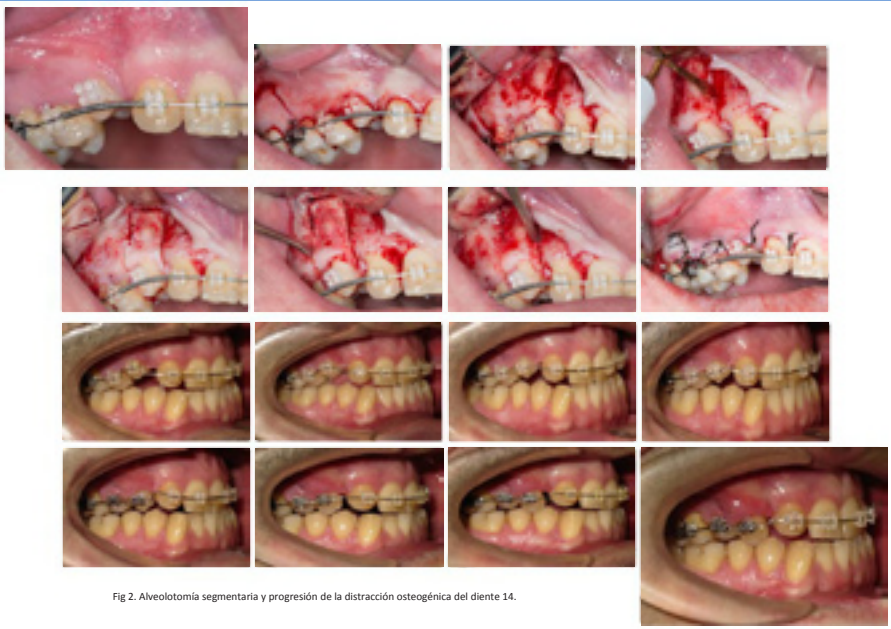 Fig 2. Alveolotomía segmentaria y progresión de la distracción osteogénica del diente 14.